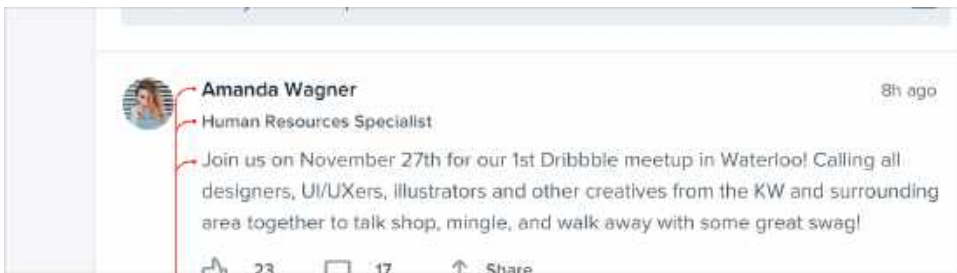 Amanda Wagner
8h ago
Human Resources Specialist
Join us on November 27th for our 1st Dribbble meetup in Waterloo! Calling all
designers, UI/UXers, illustrators and other creatives from the KW and surrounding
area together to talk shop, mingle, and walk away with some great swag!
23 17 Share